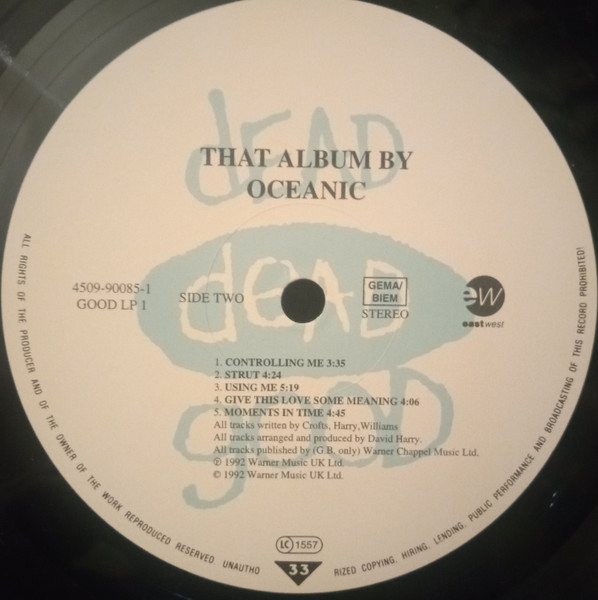 dEAD
THAT ALBUM BY
OCEANIC
dEAD
4509-90085-1
GOOD LP 1
SIDE TWO
GEMA/
BIEM
STEREO
ew
eastwest
1. CONTROLLING ME 3:35
2. STRUT 4:24
3. USING ME 5:19
4. GIVE THIS LOVE SOME MEANING 4:06
5. MOMENTS IN TIME 4:45
All tracks written by Crofts, Harry,Williams
All tracks arranged and produced by David Harry.
All tracks published by (G.B. only) Warner Chappel Music Ltd.
℗ 1992 Warner Music UK Ltd.
© 1992 Warner Music UK Ltd.
gOOD
LC 1557
33
ALL RIGHTS OF THE PRODUCER AND OF THE OWNER OF THE WORK REPRODUCED RESERVED. UNAUTHO RIZED COPYING, HIRING, LENDING, PUBLIC PERFORMANCE AND BROADCASTING OF THIS RECORD PROHIBITED!